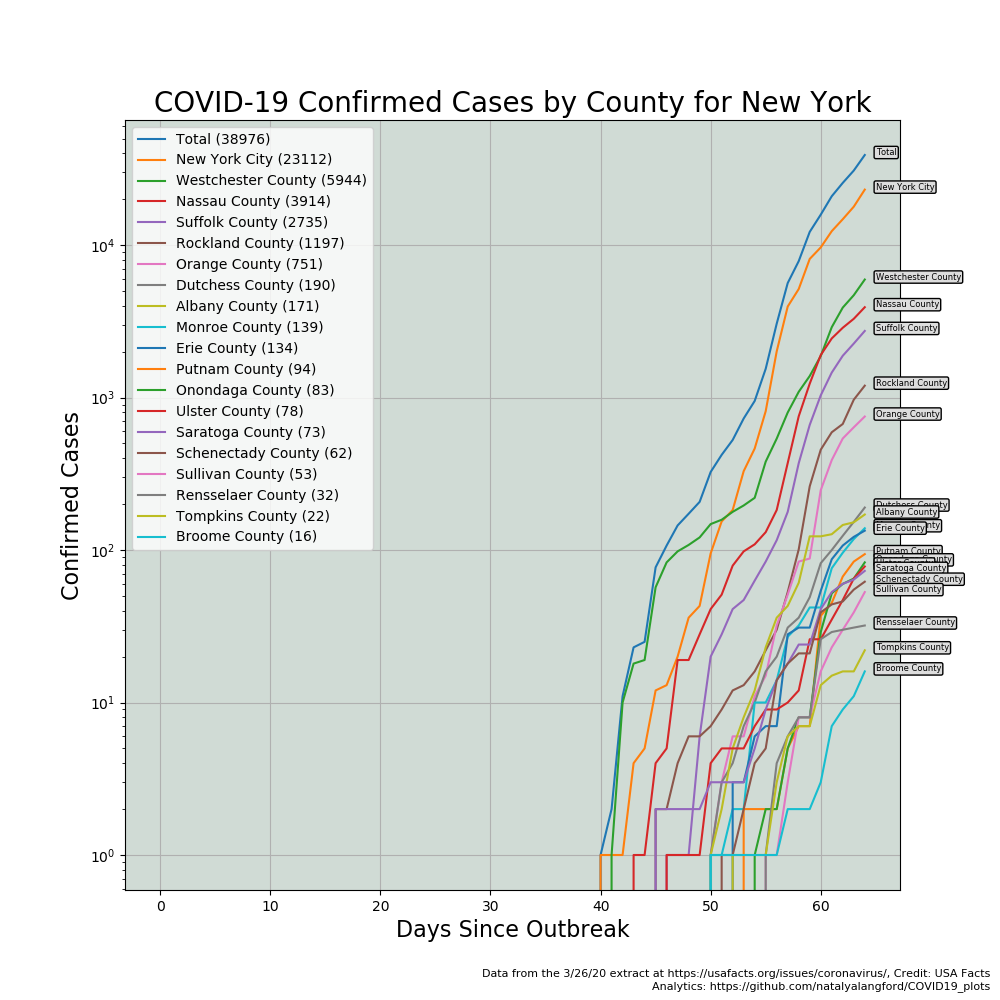 COVID-19 Confirmed Cases by County for New York
Total (38976)
New York City (23112)
Westchester County (5944)
Nassau County (3914)
Suffolk County (2735)
Rockland County (1197)
Orange County (751)
Dutchess County (190)
Albany County (171)
Monroe County (139)
Erie County (134)
Putnam County (94)
Onondaga County (83)
Ulster County (78)
Saratoga County (73)
Schenectady County (62)
Sullivan County (53)
Rensselaer County (32)
Tompkins County (22)
Broome County (16)
Total
New York City
Westchester County
Nassau County
Suffolk County
Rockland County
Orange County
Dutchess County
Albany County
Erie County
Putnam County
Saratoga County
Schenectady County
Sullivan County
Rensselaer County
Tompkins County
Broome County
Confirmed Cases
10⁴
10³
10²
10¹
10⁰
0 10 20 30 40 50 60
Days Since Outbreak
Data from the 3/26/20 extract at https://usafacts.org/issues/coronavirus/, Credit: USA Facts
Analytics: https://github.com/natalyalangford/COVID19_plots